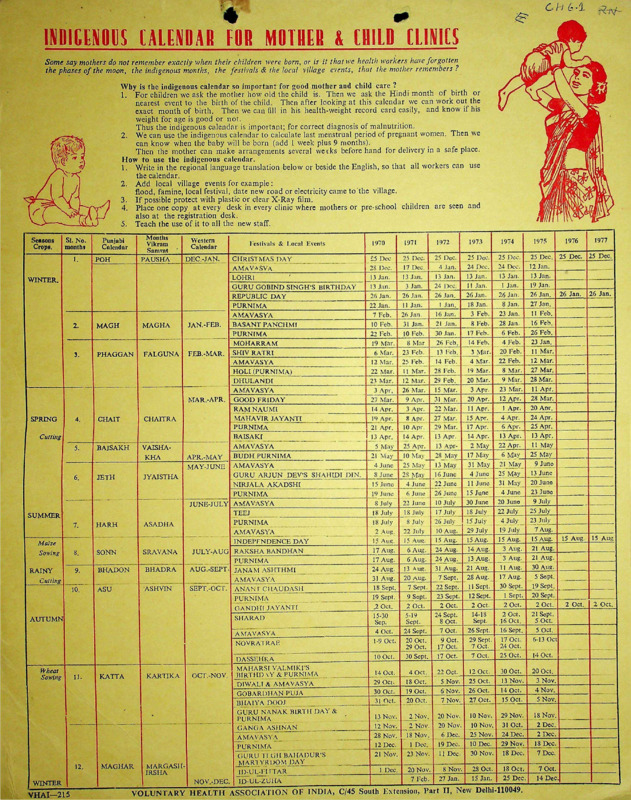 CHG-1
INDIGENOUS CALENDAR FOR MOTHER & CHILD CLINICS
Some say mothers do not remember exactly when their children were born, or is it that we health workers have forgotten
the phases of the moon, the indigenous months, the festivals & the local village events, that the mother remembers ?
Why is the indigenous calendar so important for good mother and child care ?
1. For children we ask the mother how old the child is. Then we ask the Hindi month of birth or
nearest event to the birth of the child. Then after looking at this calendar we can work out the
exact month of birth. Then we can fill in his health-weight record card easily, and know if his
weight for age is good or not.
Thus the indigenous calendar is important; for correct diagnosis of malnutrition.
2. We can use the indigenous calendar to calculate last menstrual period of pregnant women. Then we
can know when the baby will be born (add 1 week plus 9 months).
Then the mother can make arrangements several weeks before hand for delivery in a safe place.
How to use the indigenous calendar.
1. Write in the regional language translation below or beside the English, so that all workers can use
the calendar.
2. Add local village events for example :
flood, famine, local festival, date new road or electricity came to the village.
3. If possible protect with plastic or clear X-Ray film.
4. Place one copy at every desk in every clinic where mothers or pre-school children are seen and
also at the registration desk.
5. Teach the use of it to all the new staff.
Seasons Crops. Sl. No. months Punjabi Calendar Months Vikram Samvat Western Calendar Festivals & Local Events 1970 1971 1972 1973 1974 1975 1976 1977
WINTER. 1. POH PAUSHA DEC.-JAN. CHRISTMAS DAY 25 Dec. 25 Dec. 25 Dec. 25 Dec. 25 Dec. 25 Dec. 25 Dec. 25 Dec.
AMAVASYA 28 Dec. 17 Dec. 4 Jan. 24 Dec. 24 Dec. 12 Jan.
LOHRI 13 Jan. 13 Jan. 13 Jan. 13 Jan. 13 Jan. 13 Jan.
GURU GOBIND SINGH'S BIRTHDAY 13 Jan. 3 Jan. 24 Dec. 11 Jan. 1 Jan. 19 Jan.
REPUBLIC DAY 26 Jan. 26 Jan. 26 Jan. 26 Jan. 26 Jan. 26 Jan. 26 Jan. 26 Jan.
PURNIMA 22 Jan. 11 Jan. 1 Jan. 18 Jan. 8 Jan. 27 Jan.
AMAVASYA 7 Feb. 26 Jan. 16 Jan. 3 Feb. 23 Jan. 11 Feb.
2. MAGH MAGHA JAN.-FEB. BASANT PANCHMI 10 Feb. 31 Jan. 21 Jan. 8 Feb. 28 Jan. 16 Feb.
PURNIMA 22 Feb. 10 Feb. 30 Jan. 17 Feb. 6 Feb. 26 Feb.
MOHARRAM 19 Mar. 8 Mar 26 Feb. 14 Feb. 4 Feb. 23 Jan.
3. PHAGGAN FALGUNA FEB.-MAR. SHIV RATRI 6 Mar. 23 Feb. 13 Feb. 3 Mar. 20 Feb. 11 Mar.
AMAVASYA 12 Mar. 25 Feb. 14 Feb. 4 Mar. 22 Feb. 12 Mar.
HOLI (PURNIMA) 22 Mar. 11 Mar. 28 Feb. 19 Mar. 8 Mar. 27 Mar.
DHULANDI 23 Mar. 12 Mar. 29 Feb. 20 Mar. 9 Mar. 28 Mar.
MAR.-APR. AMAVASYA 3 Apr. 26 Mar. 15 Mar. 3 Apr. 23 Mar. 11 Apr.
GOOD FRIDAY 27 Mar. 9 Apr. 31 Mar. 20 Apr. 12 Apr. 28 Mar.
RAM NAUMI 14 Apr. 3 Apr. 22 Mar. 11 Apr. 1 Apr. 20 Apr.
SPRING 4. CHAIT CHAITRA MAHAVIR JAYANTI 19 Apr. 8 Apr. 27 Mar. 15 Apr. 4 Apr. 24 Apr.
PURNIMA 21 Apr. 10 Apr. 29 Mar. 17 Apr. 6 Apr. 25 Apr.
Cutting BAISAKI 13 Apr. 14 Apr. 13 Apr. 14 Apr. 13 Apr. 13 Apr.
5. BAISAKH VAISHA-KHA APR.-MAY AMAVASYA 5 May 25 Apr. 13 Apr. 2 May 22 Apr. 11 May
BUDH PURNIMA 21 May 10 May 28 May 17 May 6 May 25 May
MAY-JUNE AMAVASYA 4 June 25 May 13 May 31 May 21 May 9 June
6. JETH JYAISTHA GURU ARJUN DEV'S SHAHIDI DIN. 8 June 28 May 16 June 4 June 25 May 13 June
NIRJALA AKADSHI 15 June 4 June 22 June 11 June 31 May 20 June
PURNIMA 19 June 6 June 26 June 15 June 4 June 23 June
JUNE-JULY AMAVASYA 8 July 22 June 10 July 30 June 20 June 9 July
SUMMER TEEJ 18 July 18 July 17 July 18 July 22 July 25 July
7. HARH ASADHA PURNIMA 18 July 8 July 26 July 15 July 4 July 23 July
AMAVASYA 2 Aug. 22 July 10 Aug. 29 July 19 July 7 Aug.
INDEPENDENCE DAY 15 Aug. 15 Aug. 15 Aug. 15 Aug. 15 Aug. 15 Aug. 15 Aug 15 Aug.
Maize Sowing 8. SONN SRAVANA JULY-AUG RAKSHA BANDHAN 17 Aug. 6 Aug. 24 Aug. 14 Aug. 3 Aug. 21 Aug.
PURNIMA 17 Aug. 6 Aug. 24 Aug. 13 Aug. 3 Aug. 21 Aug.
RAINY Cutting 9. BHADON BHADRA AUG.-SEPT. JANAM ASHTHMI 24 Aug. 13 Aug. 31 Aug. 21 Aug. 11 Aug. 30 Aug.
AMAVASYA 31 Aug. 20 Aug. 7 Sept. 28 Aug. 17 Aug. 5 Sept.
10. ASU ASHVIN SEPT.-OCT. ANANT CHAUDASH 18 Sept. 7 Sept. 22 Sept. 11 Sept. 30 Sept. 19 Sept.
PURNIMA 19 Sept. 9 Sept. 23 Sept. 12 Sept. 1 Sept. 20 Sept.
GANDHI JAYANTI 2 Oct. 2 Oct. 2 Oct. 2 Oct 2 Oct. 2 Oct. 2 Oct. 2 Oct.
AUTUMN SHARAD 15-30 Sep. 5-19 Sept. 24 Sept. 8 Oct. 14-18 Sept. 2 Oct. 16 Oct. 21 Sept. 5 Oct.
AMAVASYA 4 Oct. 24 Sept. 7 Oct. 26 Sept. 16 Sept. 5 Oct.
NOVRATRAE 1-9 Oct. 20 Oct. 29 Oct. 9 Oct. 17 Oct. 29 Sept 7 Oct. 17 Oct. 24 Oct. 6-13 Oct
DASSEHRA 10 Oct. 30 Sept. 17 Oct. 7 Oct. 25 Oct. 14 Oct.
Wheat Sowing 11. KATTA KARTIKA OCT.-NOV. MAHARSI VALMIKI'S BIRTHDAY & PURNIMA 14 Oct. 4 Oct. 22 Oct. 12 Oct. 30 Oct. 20 Oct.
DIWALI & AMAVASYA 29 Oct. 18 Oct. 5 Nov. 25 Oct. 13 Nov. 3 Nov.
GOBARDHAN PUJA 30 Oct. 19 Oct. 6 Nov. 26 Oct. 14 Oct. 4 Nov.
BHAIYA DOOJ 31 Oct. 20 Oct. 7 Nov. 27 Oct. 15 Oct. 5 Nov.
GURU NANAK BIRTH DAY & PURNIMA 13 Nov. 2 Nov. 20 Nov. 10 Nov. 29 Nov. 18 Nov.
GANGA ASHNAN 12 Nov. 2 Nov. 20 Nov. 10 Nov. 31 Oct. 2 Dec.
AMAVASYA 28 Nov. 18 Nov. 6 Dec. 25 Nov. 24 Dec. 2 Dec.
PURNIMA 12 Dec. 1 Dec. 19 Dec. 10 Dec. 29 Nov. 18 Dec.
12. MAGHAR MARGASH-IRSHA GURU TEGH BAHADUR'S MARTYRDOM DAY 21 Nov. 23 Nov. 11 Dec. 30 Nov. 18 Dec. 7 Dec.
ID-UL-FITTAR 1 Dec. 20 Nov. 8 Nov. 28 Oct. 18 Oct. 7 Oct.
WINTER NOV.-DEC. ID-UL-ZUHA 7 Feb. 27 Jan. 15 Jan. 25 Dec. 14 Dec.
VHAI—215 VOLUNTARY HEALTH ASSOCIATION OF INDIA, C/45 South Extension, Part II, New Delhi-110049.